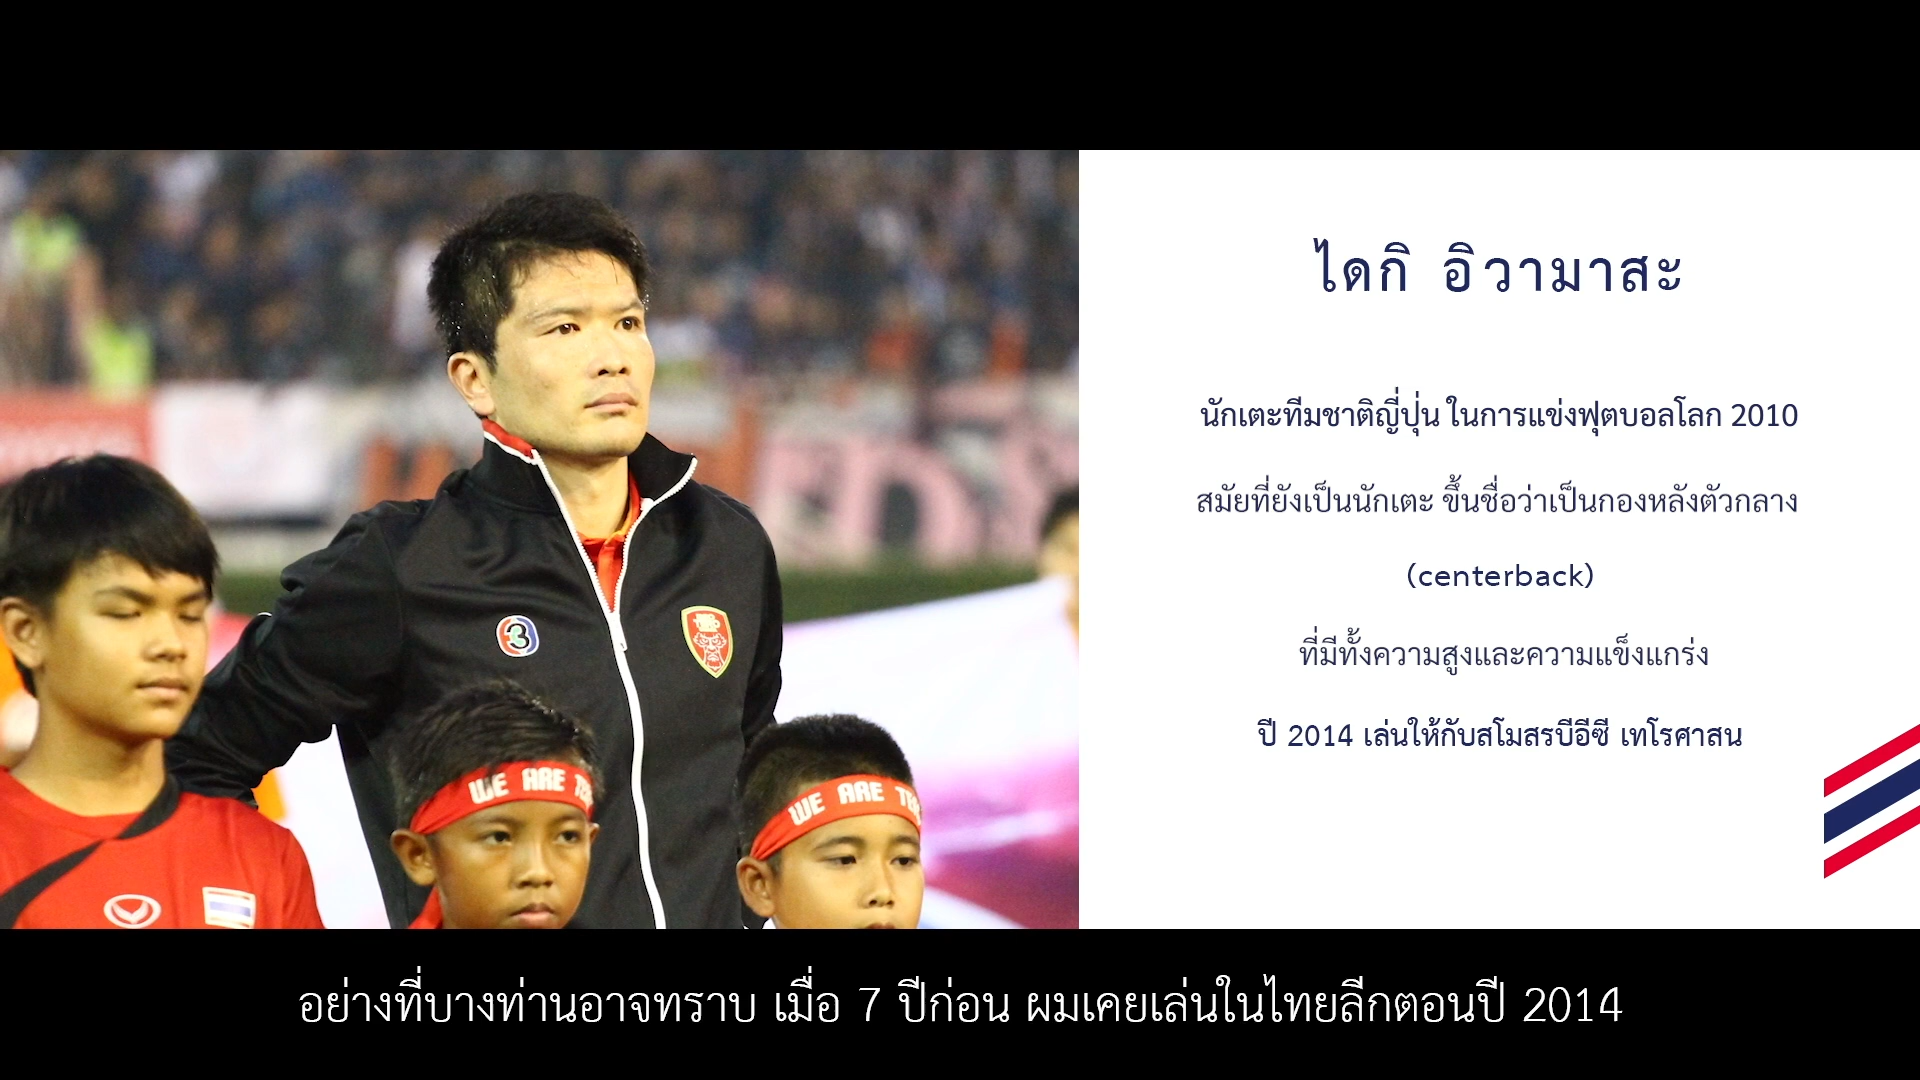 ไดกิ อิวามาสะ
นักเตะทีมชาติญี่ปุ่น ในการแข่งฟุตบอลโลก 2010
สมัยที่ยังเป็นนักเตะ ขึ้นชื่อว่าเป็นกองหลังตัวกลาง
(centerback)
ที่มีทั้งความสูงและความแข็งแกร่ง
ปี 2014 เล่นให้กับสโมสรบีอีซี เทโรศาสน
3
WE ARE
WE ARE
อย่างที่บางท่านอาจทราบ เมื่อ 7 ปีก่อน ผมเคยเล่นในไทยลีกตอนปี 2014